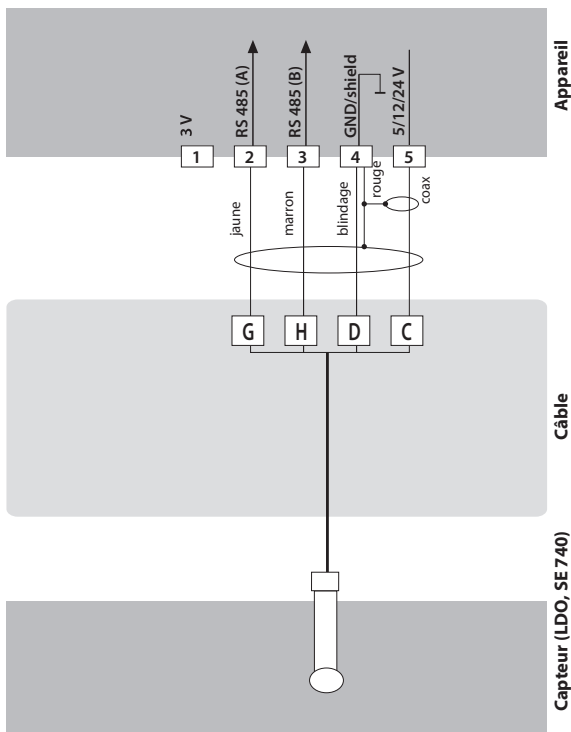 Appareil
3 V
RS 485 (A)
RS 485 (B)
GND/shield
5/12/24 V
1
2
3
4
5
jaune
marron
blindage
rouge
coax
Câble
G
H
D
C
Capteur (LDO, SE 740)